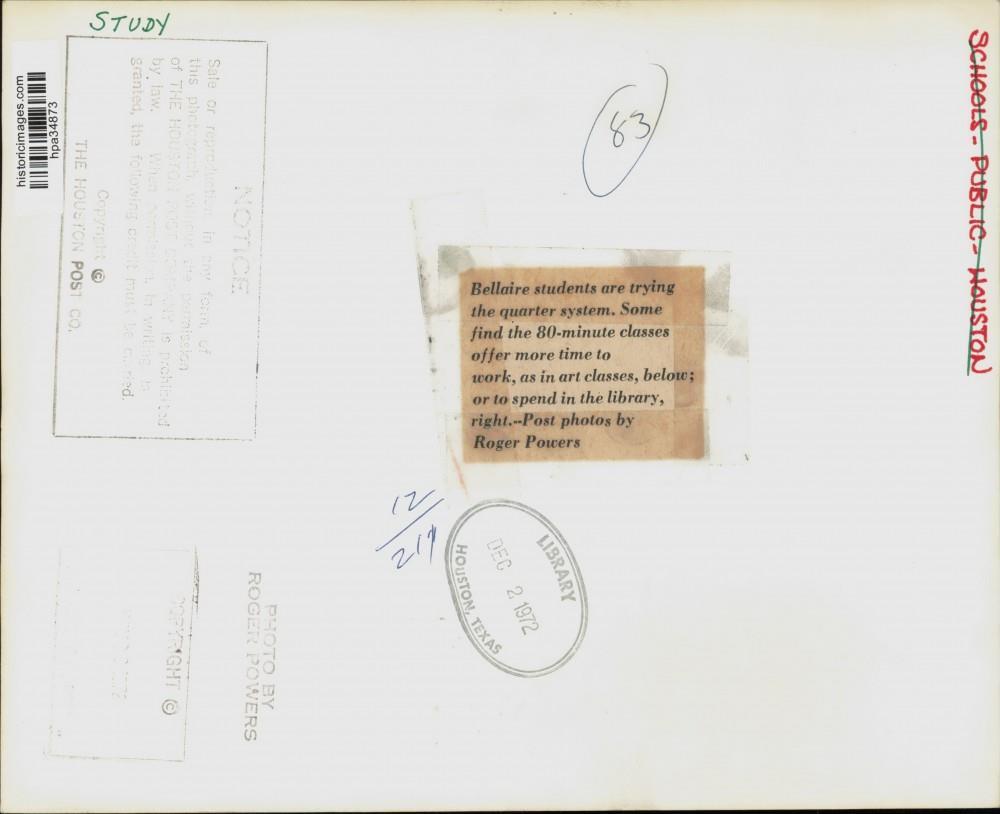 STUDY
historicimages.com
hpa34873
NOTICE
Sale or reproduction in any form, of
this photograph without the permission
of THE HOUSTON POST is prohibited
by law. When in writing is
granted, the following credit must be
Copyright ©
THE HOUSTON POST CO.
83
SCHOOLS - PUBLIC - HOUSTON
Bellaire students are trying
the quarter system. Some
find the 80-minute classes
offer more time to
work, as in art classes, below;
or to spend in the library,
right.--Post photos by
Roger Powers
12/
LIBRARY
DEC 2 1972
HOUSTON, TEXAS
PHOTO BY
ROGER POWERS
COPYRIGHT ©